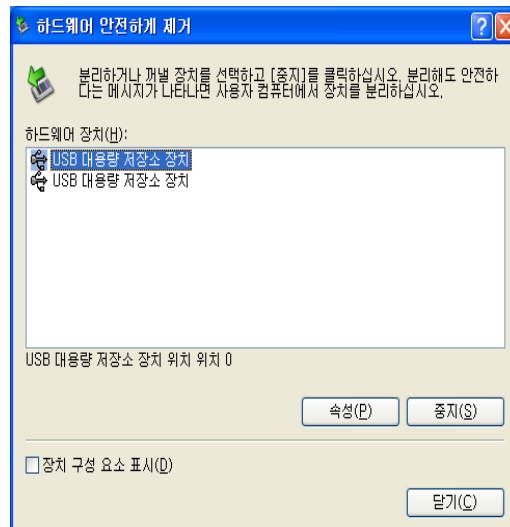 하드웨어 안전하게 제거
분리하거나 꺼낼 장치를 선택하고 [중지]를 클릭하십시오. 분리해도 안전하
다는 메시지가 나타나면 사용자 컴퓨터에서 장치를 분리하십시오.
하드웨어 장치(H):
USB 대용량 저장소 장치
USB 대용량 저장소 장치
USB 대용량 저장소 장치 위치 위치 0
속성(P) 중지(S)
장치 구성 요소 표시(D)
닫기(C)